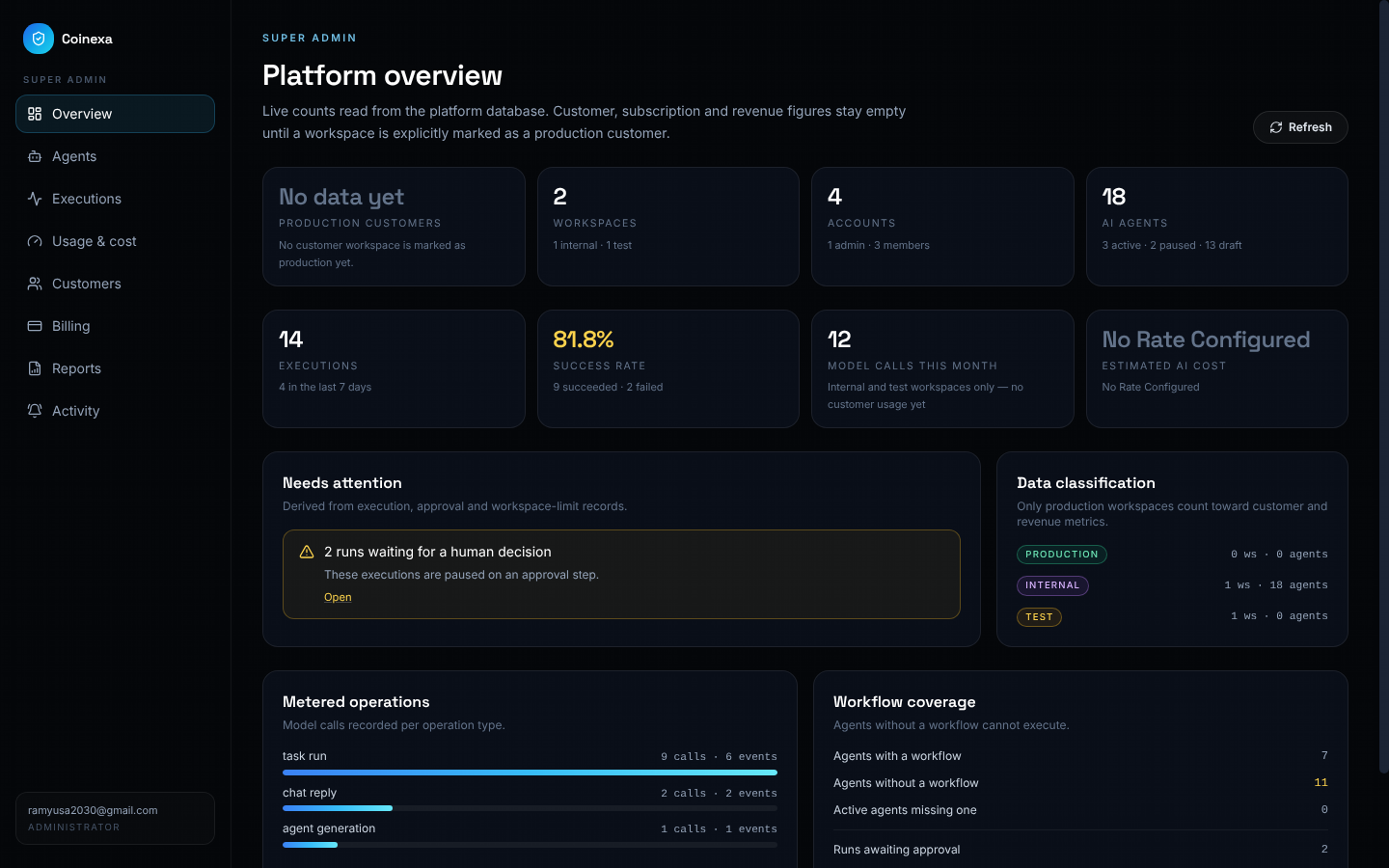 Coinexa
SUPER ADMIN
Overview
Agents
Executions
Usage & cost
Customers
Billing
Reports
Activity
ramyusa2030@gmail.com
ADMINISTRATOR
SUPER ADMIN
Platform overview
Live counts read from the platform database. Customer, subscription and revenue figures stay empty
until a workspace is explicitly marked as a production customer.
Refresh
No data yet
PRODUCTION CUSTOMERS
No customer workspace is marked as
production yet.
2
WORKSPACES
1 internal · 1 test
4
ACCOUNTS
1 admin · 3 members
18
AI AGENTS
3 active · 2 paused · 13 draft
14
EXECUTIONS
4 in the last 7 days
81.8%
SUCCESS RATE
9 succeeded · 2 failed
12
MODEL CALLS THIS MONTH
Internal and test workspaces only — no
customer usage yet
No Rate Configured
ESTIMATED AI COST
No Rate Configured
Needs attention
Derived from execution, approval and workspace-limit records.
2 runs waiting for a human decision
These executions are paused on an approval step.
Open
Data classification
Only production workspaces count toward customer and
revenue metrics.
PRODUCTION 0 ws · 0 agents
INTERNAL 1 ws · 18 agents
TEST 1 ws · 0 agents
Metered operations
Model calls recorded per operation type.
task run 9 calls · 6 events
chat reply 2 calls · 2 events
agent generation 1 calls · 1 events
Workflow coverage
Agents without a workflow cannot execute.
Agents with a workflow 7
Agents without a workflow 11
Active agents missing one 0
Runs awaiting approval 2